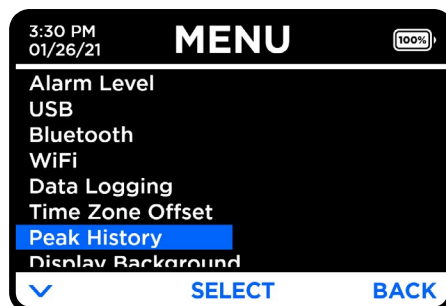 3:30 PM
01/26/21
MENU
100%
Alarm Level
USB
Bluetooth
WiFi
Data Logging
Time Zone Offset
Peak History
Display Background
SELECT
BACK